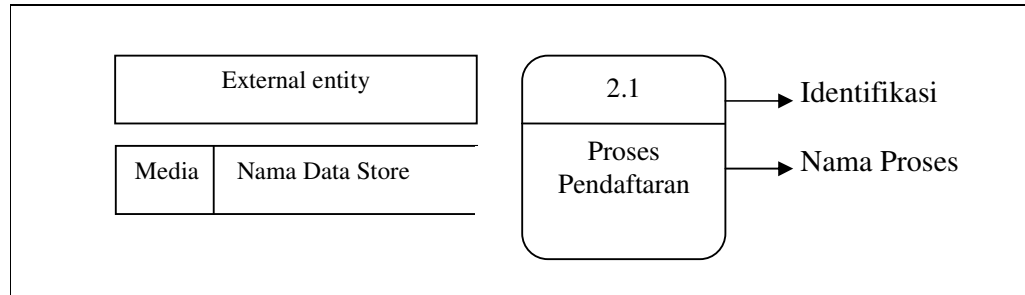 External entity
Media
Nama Data Store
2.1
Proses
Pendaftaran
Identifikasi
Nama Proses